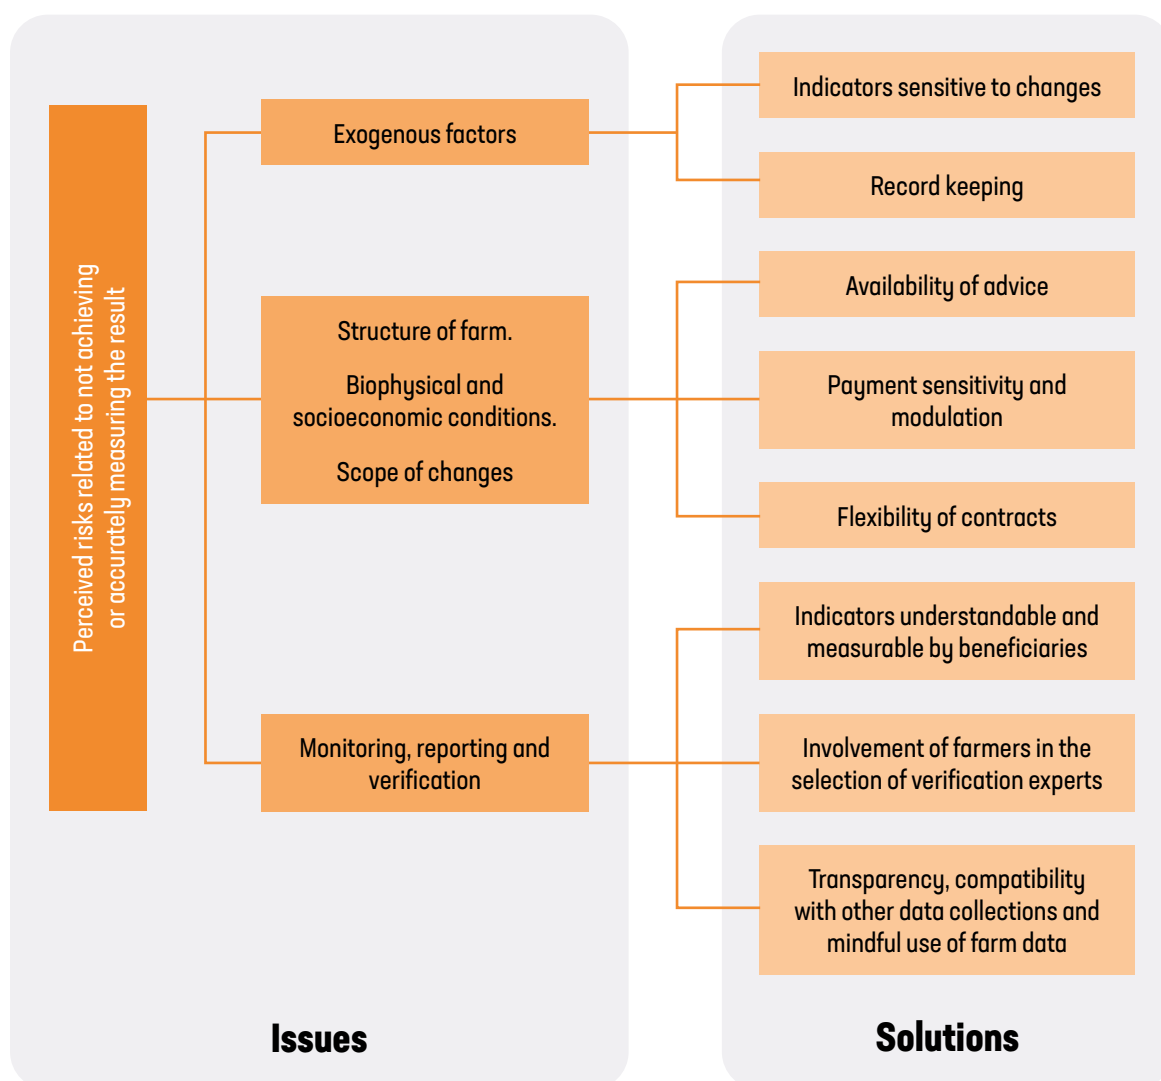 Perceived risks related to not achieving
or accurately measuring the result
Exogenous factors
Structure of farm.
Biophysical and
socioeconomic conditions.
Scope of changes
Monitoring, reporting and
verification
Issues
Indicators sensitive to changes
Record keeping
Availability of advice
Payment sensitivity and
modulation
Flexibility of contracts
Indicators understandable and
measurable by beneficiaries
Involvement of farmers in the
selection of verification experts
Transparency, compatibility
with other data collections and
mindful use of farm data
Solutions